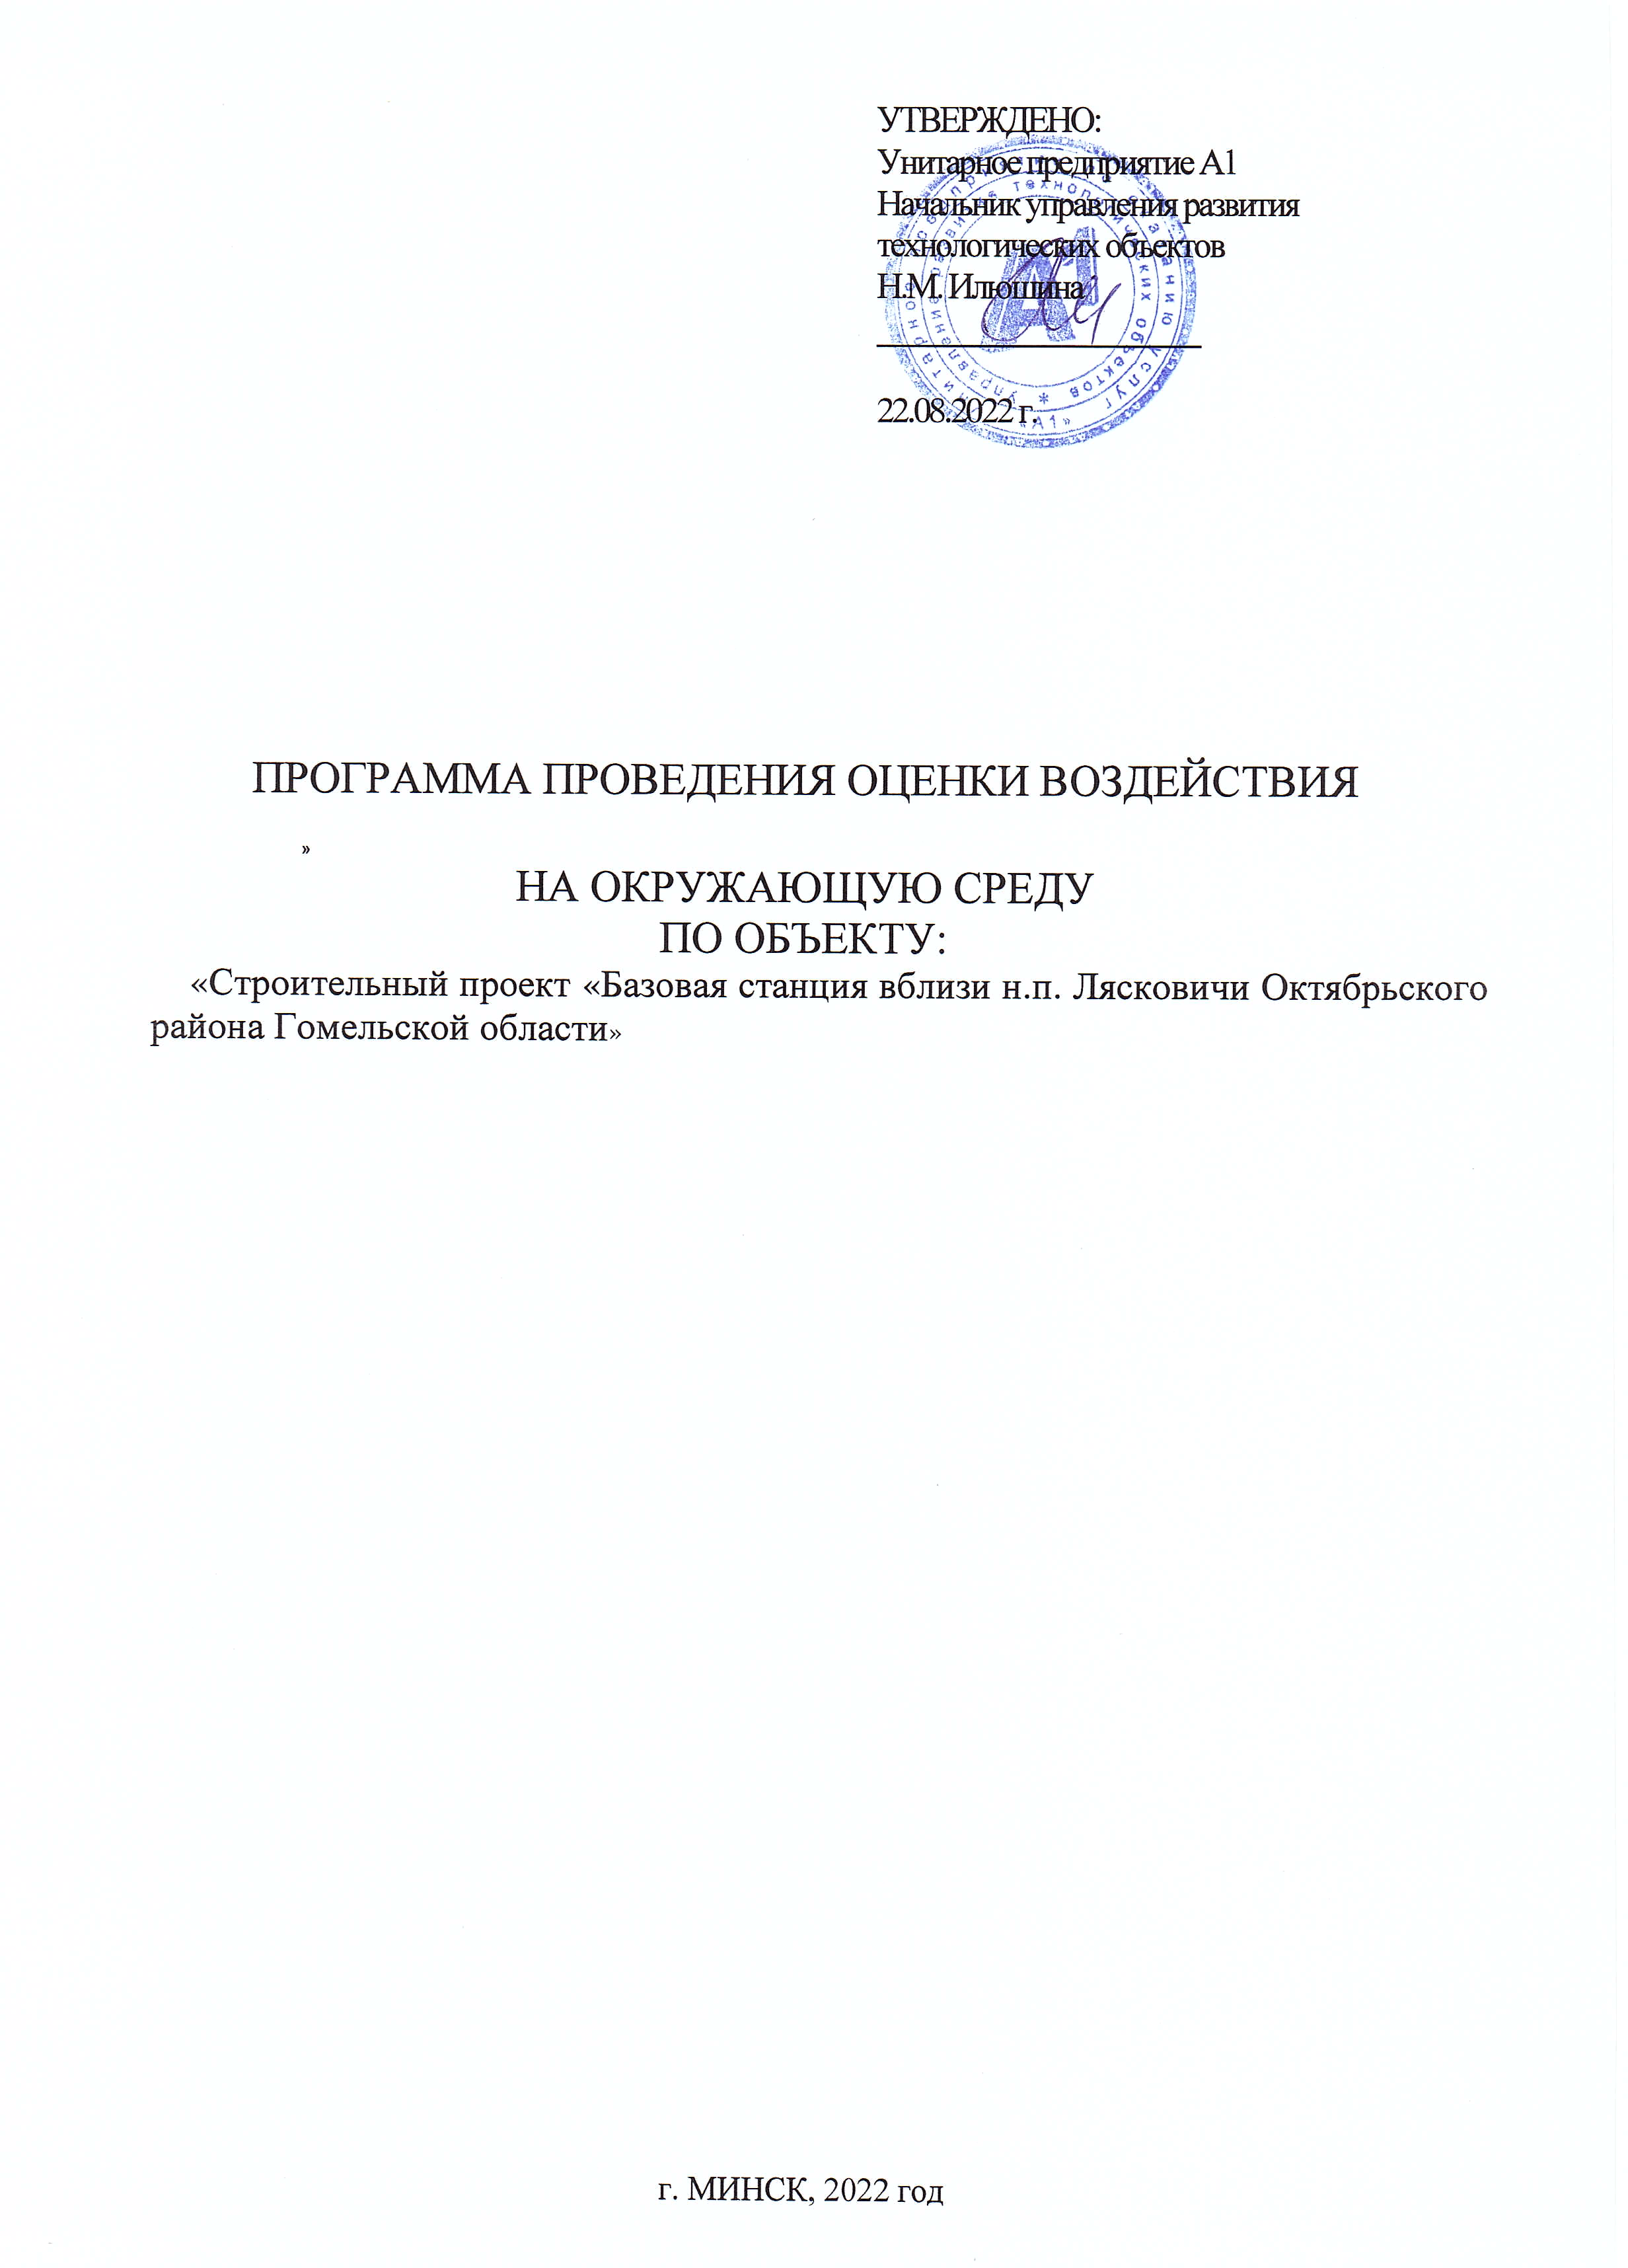 УТВЕРЖДЕНО:
Унитарное предприятие А1
Начальник управления развития
технологических объектов
Н.М. Илюшина
22.08.2022 г.
«А1»
ПРОГРАММА ПРОВЕДЕНИЯ ОЦЕНКИ ВОЗДЕЙСТВИЯ
»
НА ОКРУЖАЮЩУЮ СРЕДУ
ПО ОБЪЕКТУ:
«Строительный проект «Базовая станция вблизи н.п. Лясковичи Октябрьского
района Гомельской области»
г. МИНСК, 2022 год